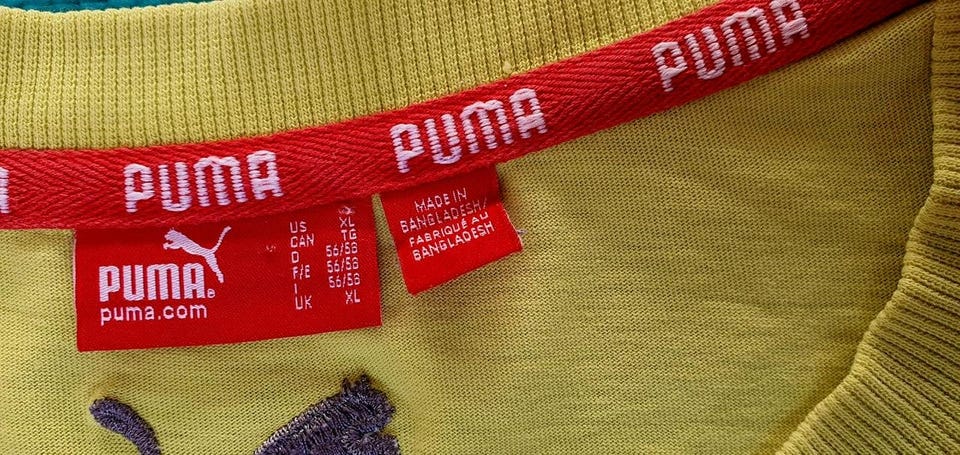 PUMA
PUMA
PUMA
PUMA®
puma.com
US XL
CAN TG
D 56/58
F/E 56/58
I 56/58
UK XL
MADE IN
BANGLADESH/
FABRIQUÉ AU
BANGLADESH